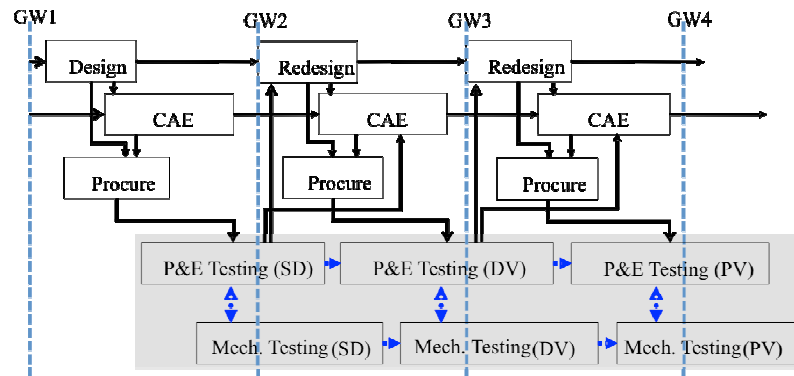 GW1
GW2
GW3
GW4
Design
Redesign
Redesign
CAE
CAE
CAE
Procure
Procure
Procure
P&E Testing (SD)
P&E Testing (DV)
P&E Testing (PV)
Mech. Testing (SD)
Mech. Testing (DV)
Mech. Testing (PV)